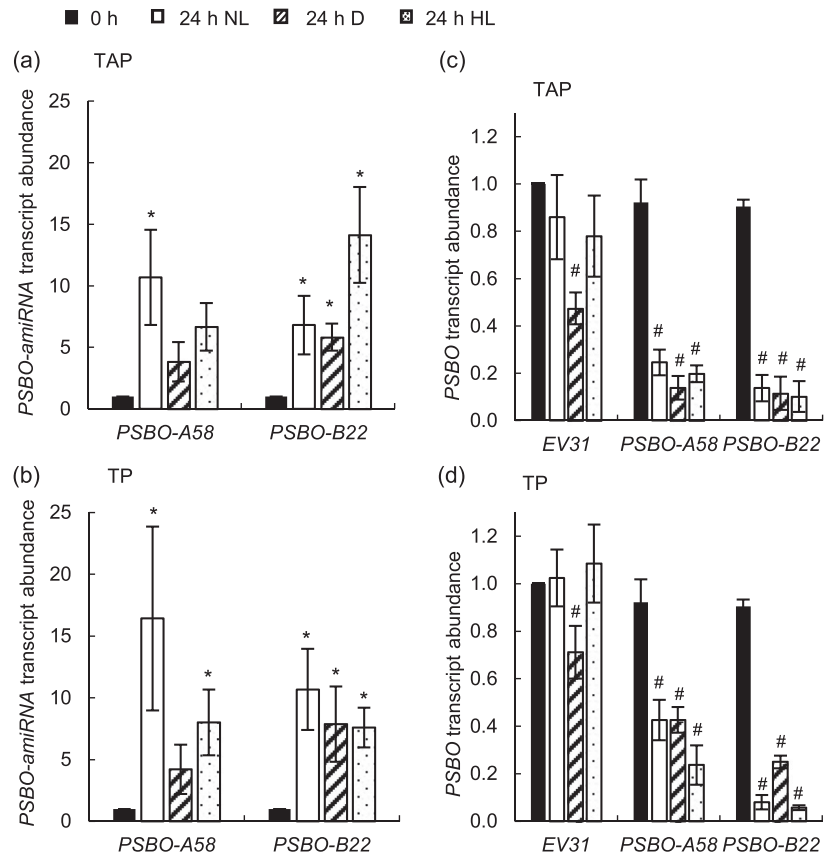 0 h 24 h NL 24 h D 24 h HL
(a) TAP
PSBO-amiRNA transcript abundance
25
20
15
10
5
0
* * * *
PSBO-A58 PSBO-B22
(b) TP
PSBO-amiRNA transcript abundance
25
20
15
10
5
0
* * * * *
PSBO-A58 PSBO-B22
(c) TAP
PSBO transcript abundance
1.2
1.0
0.8
0.6
0.4
0.2
0.0
# # # # # # #
EV31 PSBO-A58 PSBO-B22
(d) TP
PSBO transcript abundance
1.2
1.0
0.8
0.6
0.4
0.2
0.0
# # # # # # #
EV31 PSBO-A58 PSBO-B22